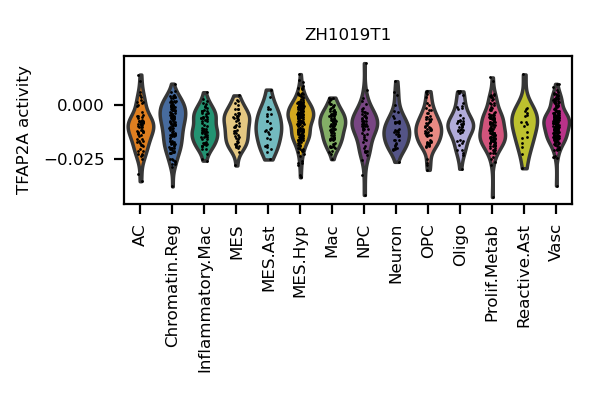 ZH1019T1
TFAP2A activity
0.000
−0.025
AC
Chromatin.Reg
Inflammatory.Mac
MES
MES.Ast
MES.Hyp
Mac
NPC
Neuron
OPC
Oligo
Prolif.Metab
Reactive.Ast
Vasc